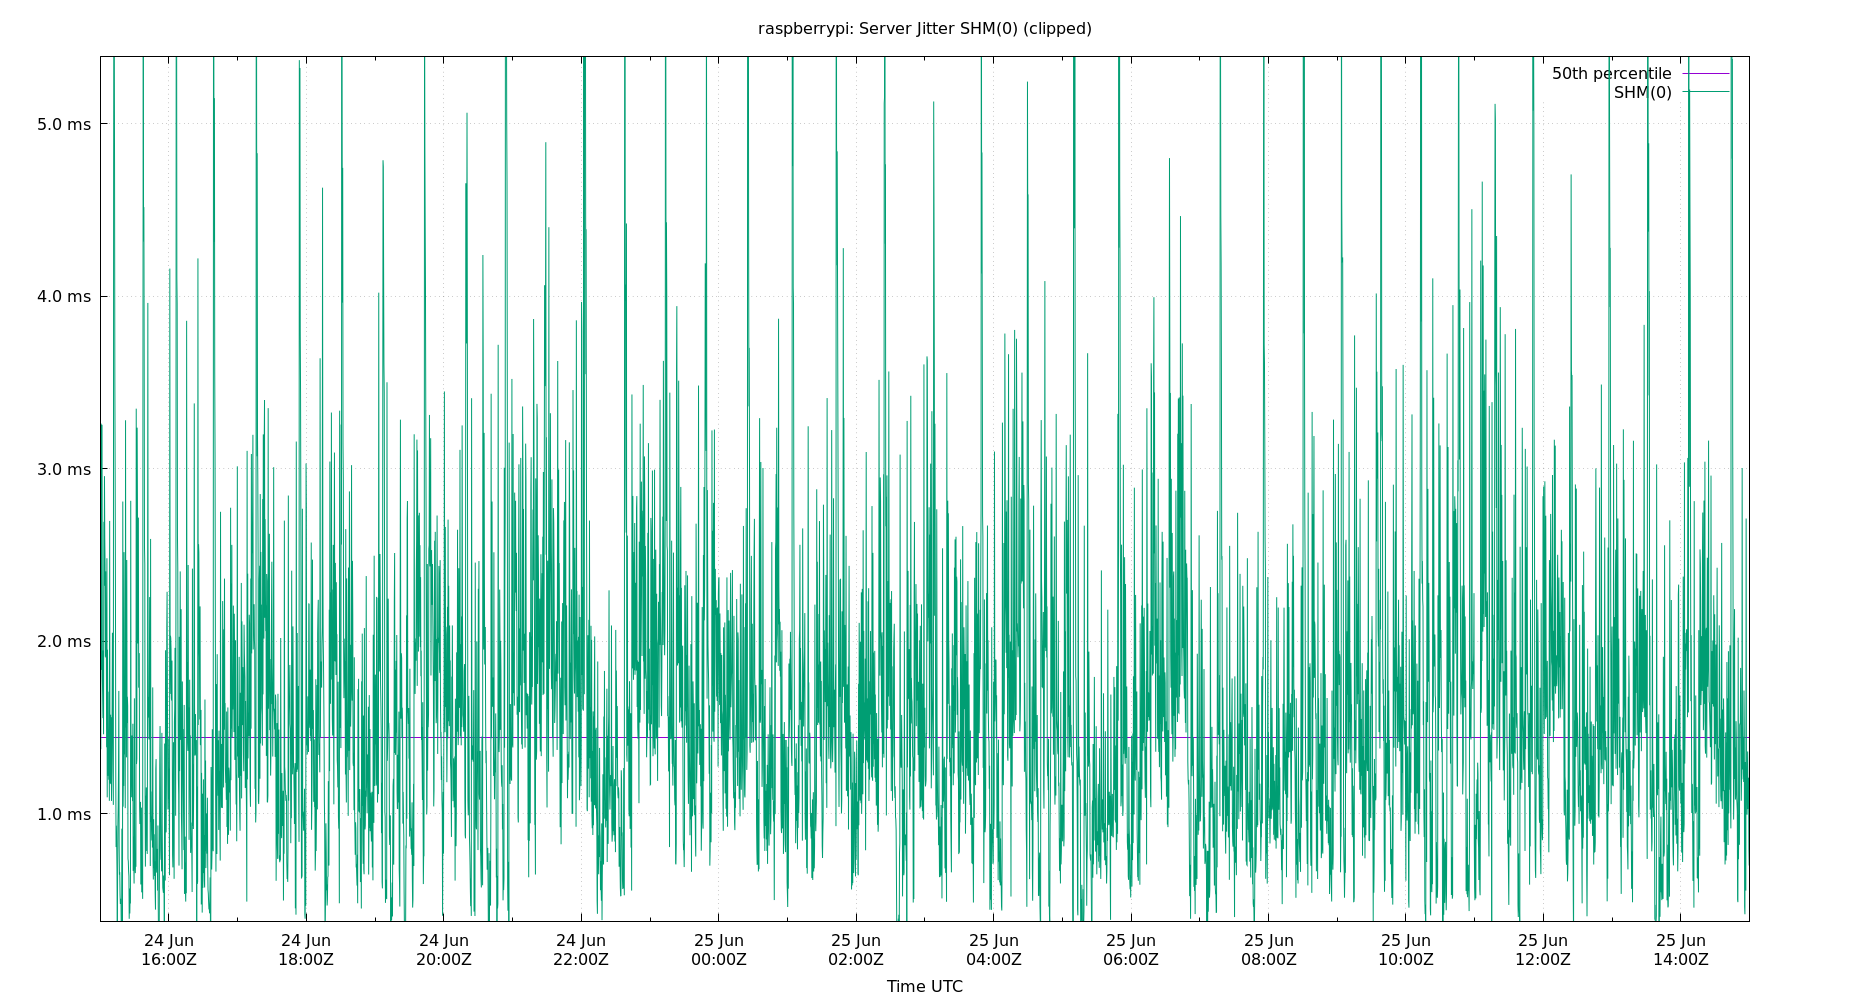 raspberrypi: Server Jitter SHM(0) (clipped)
50th percentile
SHM(0)
5.0 ms
4.0 ms
3.0 ms
2.0 ms
1.0 ms
24 Jun 24 Jun 24 Jun 24 Jun 25 Jun 25 Jun 25 Jun 25 Jun 25 Jun 25 Jun 25 Jun 25 Jun
16:00Z 18:00Z 20:00Z 22:00Z 00:00Z 02:00Z 04:00Z 06:00Z 08:00Z 10:00Z 12:00Z 14:00Z
Time UTC